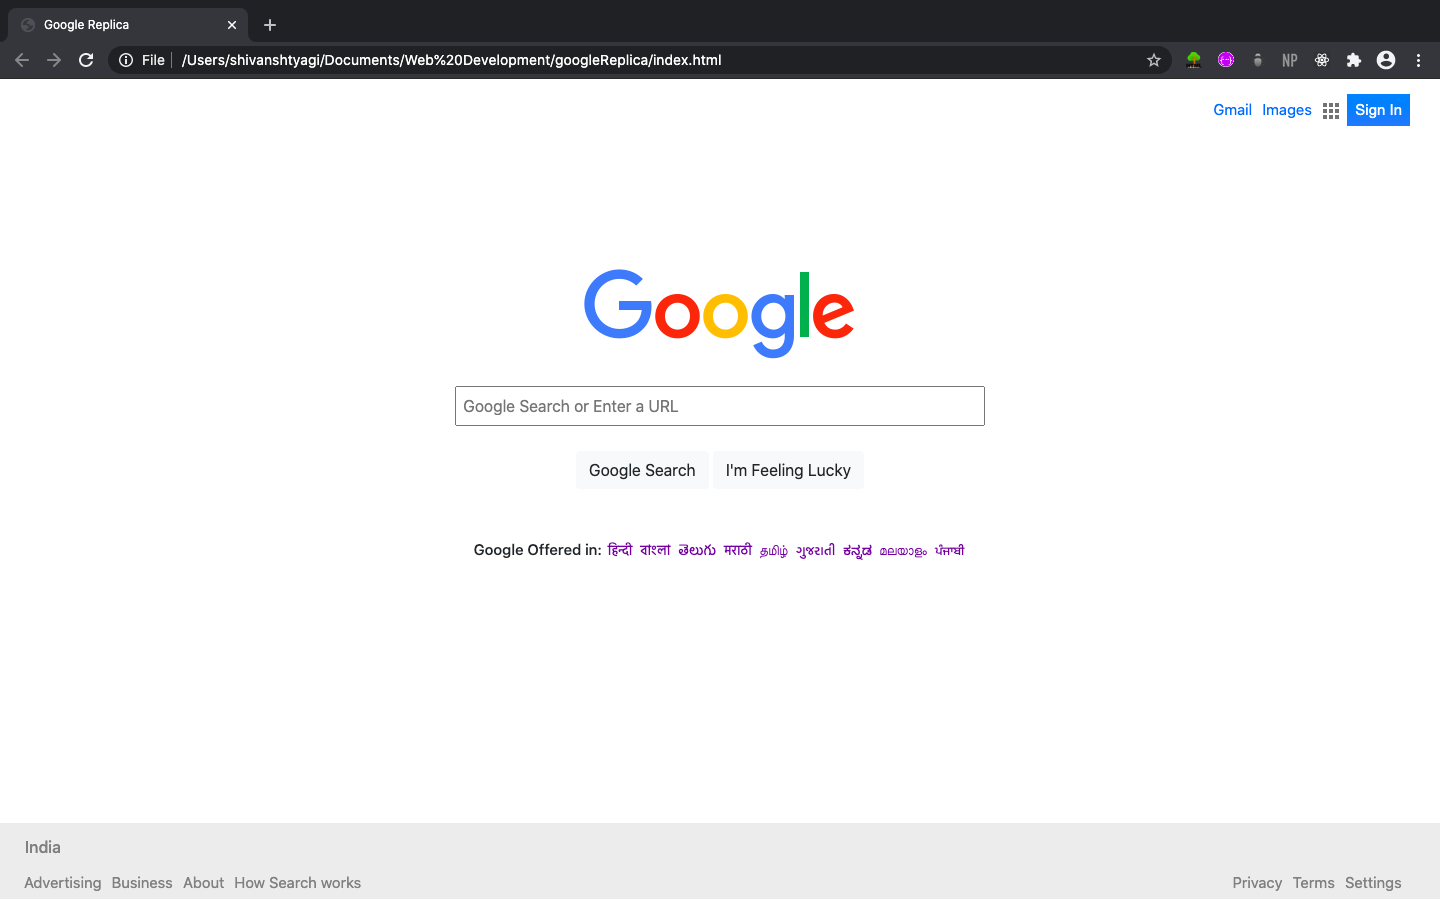 Google Replica
File /Users/shivanshtyagi/Documents/Web%20Development/googleReplica/index.html NP
Gmail Images Sign In
Google
Google Search or Enter a URL
Google Search I'm Feeling Lucky
Google Offered in: हिन्दी বাংলা తెలుగు मराठी தமிழ் ગુજરાતી ಕನ್ನಡ മലയാളം ਪੰਜਾਬੀ
India
Advertising Business About How Search works Privacy Terms Settings